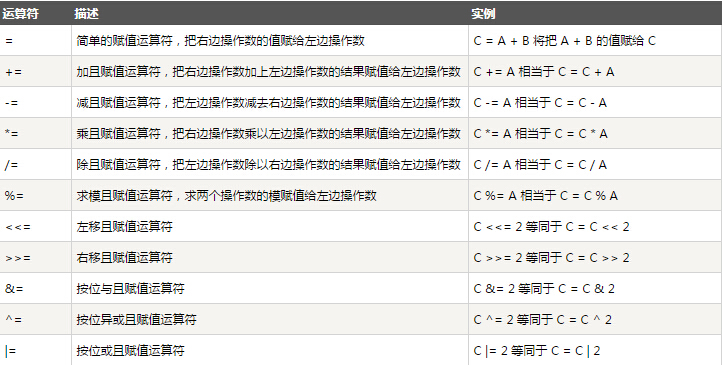 运算符 描述 实例
= 简单的赋值运算符，把右边操作数的值赋给左边操作数 C = A + B 将把 A + B 的值赋给 C
+= 加且赋值运算符，把右边操作数加上左边操作数的结果赋值给左边操作数 C += A 相当于 C = C + A
-= 减且赋值运算符，把左边操作数减去右边操作数的结果赋值给左边操作数 C -= A 相当于 C = C - A
*= 乘且赋值运算符，把右边操作数乘以左边操作数的结果赋值给左边操作数 C *= A 相当于 C = C * A
/= 除且赋值运算符，把左边操作数除以右边操作数的结果赋值给左边操作数 C /= A 相当于 C = C / A
%= 求模且赋值运算符，求两个操作数的模赋值给左边操作数 C %= A 相当于 C = C % A
<<= 左移且赋值运算符 C <<= 2 等同于 C = C << 2
>>= 右移且赋值运算符 C >>= 2 等同于 C = C >> 2
&= 按位与且赋值运算符 C &= 2 等同于 C = C & 2
^= 按位异或且赋值运算符 C ^= 2 等同于 C = C ^ 2
|= 按位或且赋值运算符 C |= 2 等同于 C = C | 2